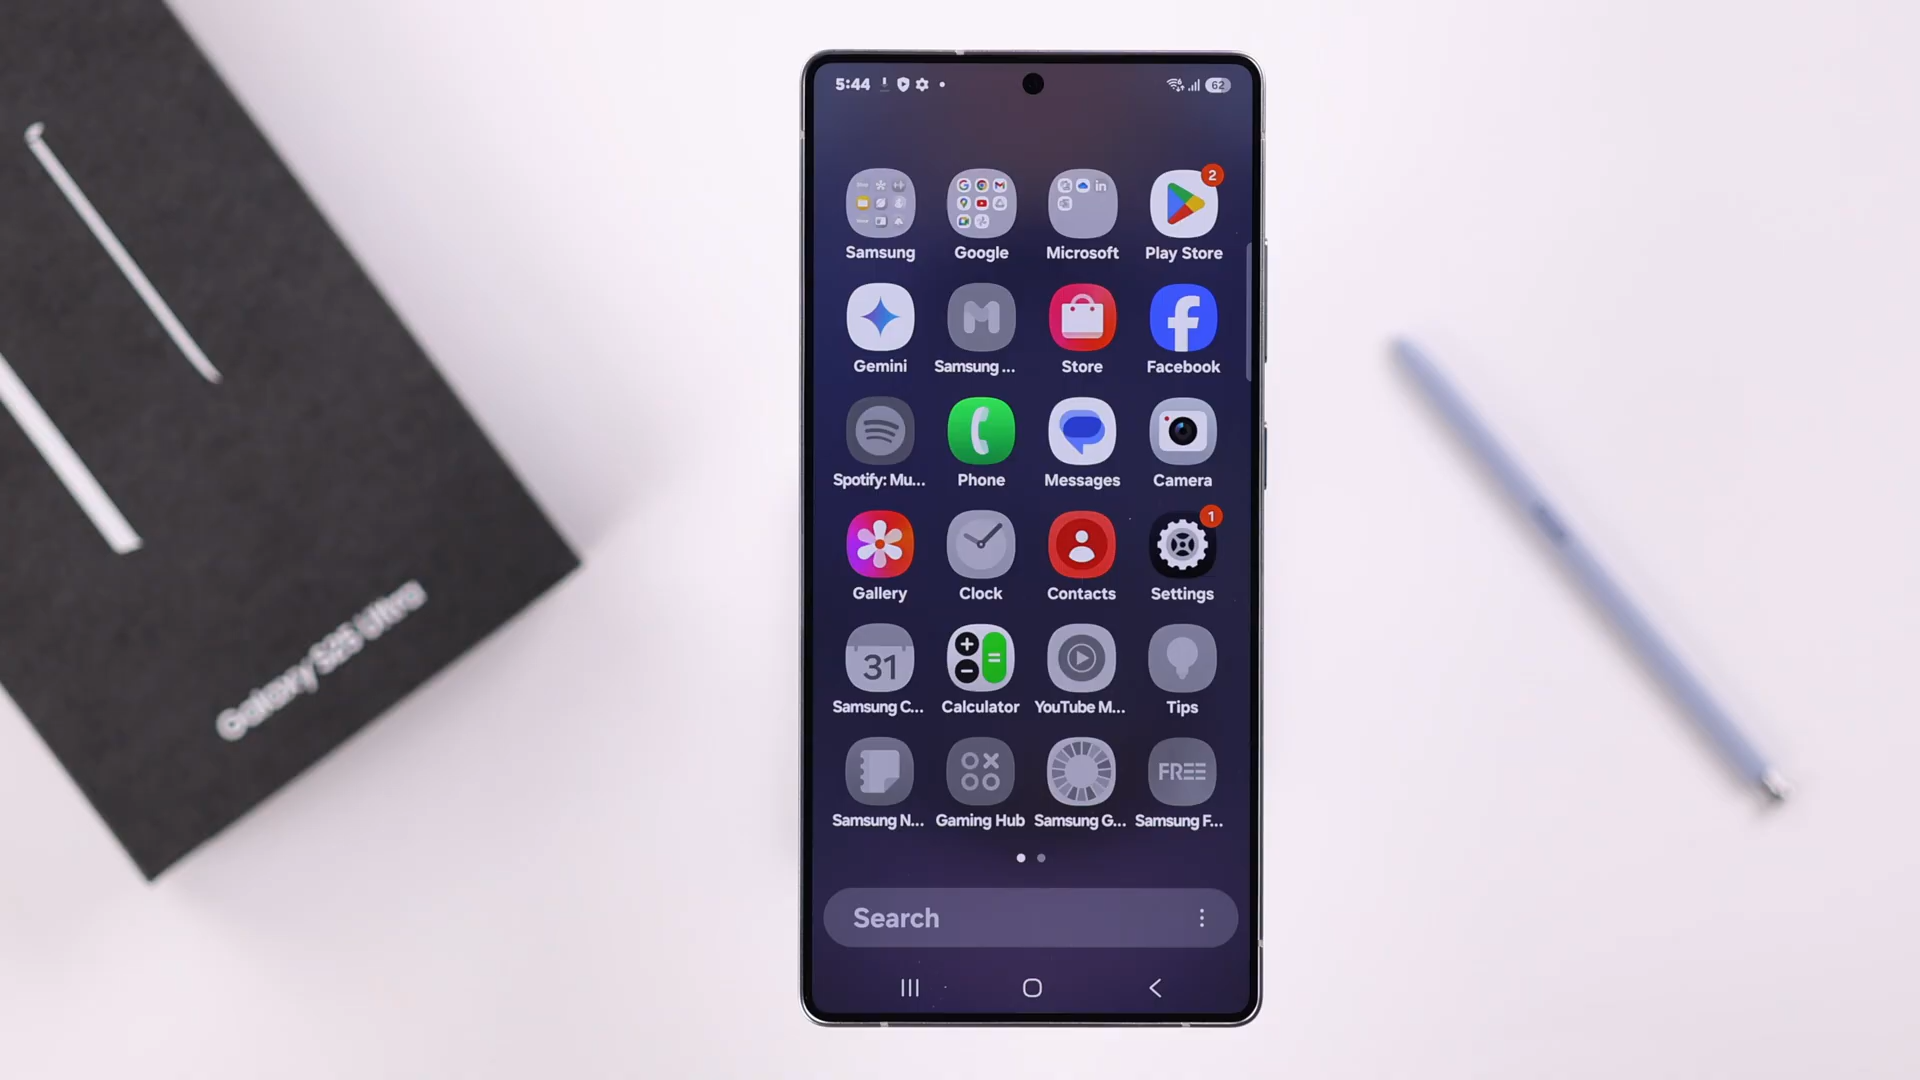 5:44
62
2
Samsung
Google
Microsoft
Play Store
Gemini
Samsung ...
Store
Facebook
Spotify: Mu...
Phone
Messages
Camera
1
Gallery
Clock
Contacts
Settings
31
Samsung C...
Calculator
YouTube M...
Tips
FREE
Samsung N...
Gaming Hub
Samsung G...
Samsung F...
Search
Galaxy S25 Ultra